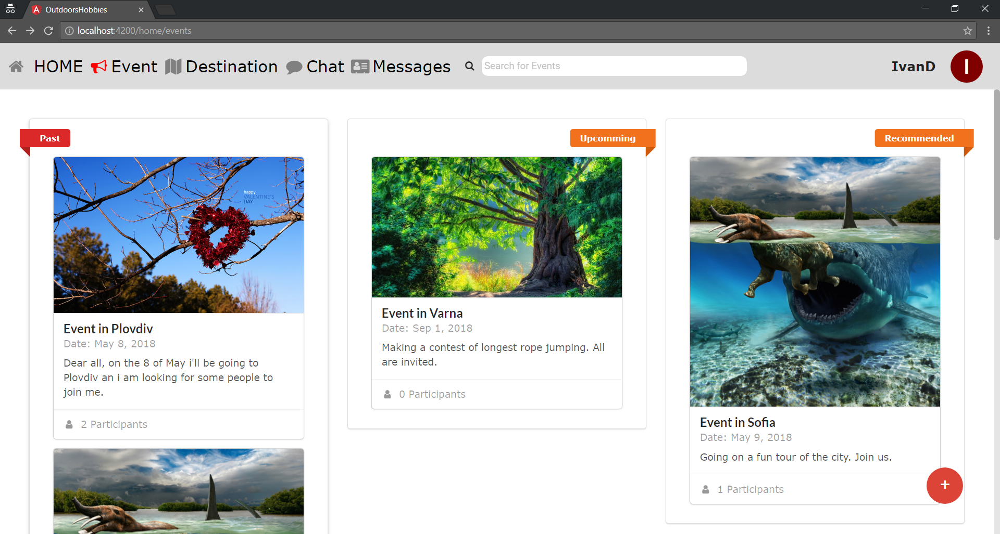 OutdoorsHobbies
localhost:4200/home/events
HOME Event Destination Chat Messages
Search for Events
IvanD
I
Past
happy
VALENTINE'S
DAY
Event in Plovdiv
Date: May 8, 2018
Dear all, on the 8 of May i'll be going to
Plovdiv an i am looking for some people to
join me.
2 Participants
Upcomming
Event in Varna
Date: Sep 1, 2018
Making a contest of longest rope jumping. All
are invited.
0 Participants
Recommended
Event in Sofia
Date: May 9, 2018
Going on a fun tour of the city. Join us.
1 Participants
+